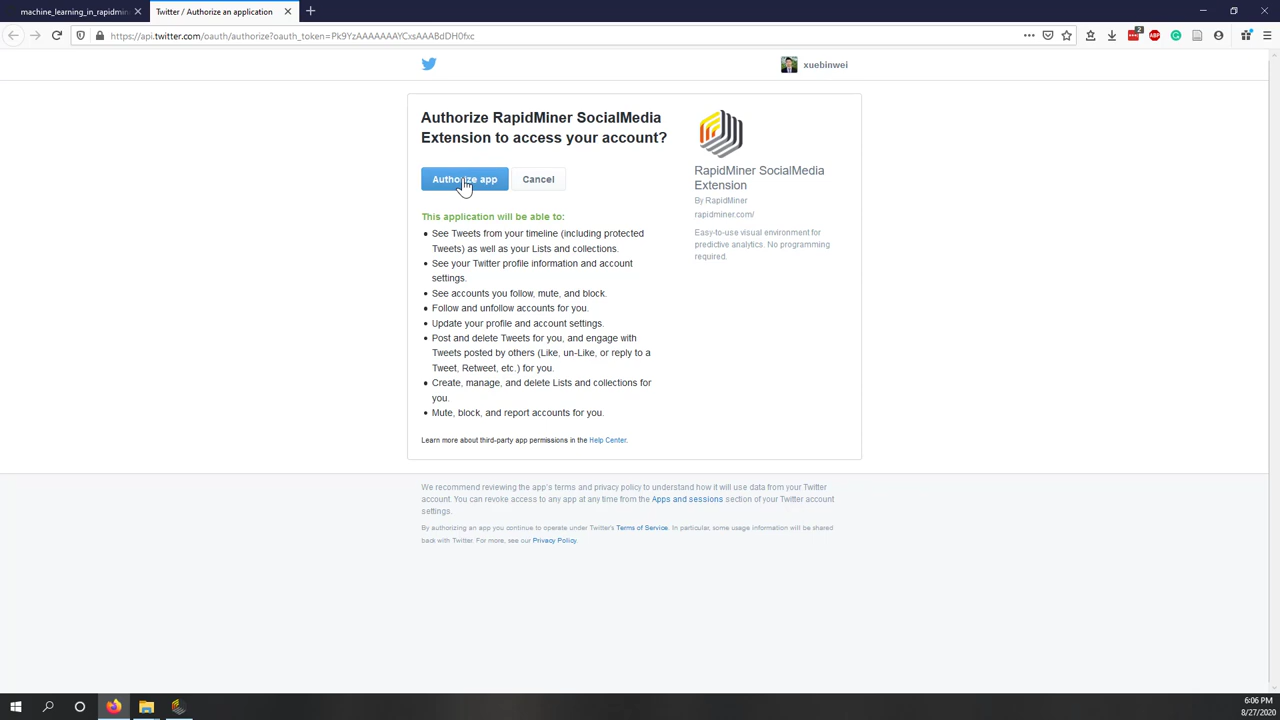 machine_learning_in_rapidmin
Twitter / Authorize an application
https://api.twitter.com/oauth/authorize?oauth_token=Pk9YzAAAAAAAYCxsAAABdDH0fxc
2
xuebinwei
Authorize RapidMiner SocialMedia
Extension to access your account?
Authorize app
Cancel
This application will be able to:
• See Tweets from your timeline (including protected
Tweets) as well as your Lists and collections.
• See your Twitter profile information and account
settings.
• See accounts you follow, mute, and block.
• Follow and unfollow accounts for you.
• Update your profile and account settings.
• Post and delete Tweets for you, and engage with
Tweets posted by others (Like, un-Like, or reply to a
Tweet, Retweet, etc.) for you.
• Create, manage, and delete Lists and collections for
you.
• Mute, block, and report accounts for you.
Learn more about third-party app permissions in the Help Center.
RapidMiner SocialMedia
Extension
By RapidMiner
rapidminer.com/
Easy-to-use visual environment for
predictive analytics. No programming
required.
We recommend reviewing the app's terms and privacy policy to understand how it will use data from your Twitter
account. You can revoke access to any app at any time from the Apps and sessions section of your Twitter account
settings.
By authorizing an app you continue to operate under Twitter's Terms of Service. In particular, some usage information will be shared
back with Twitter. For more, see our Privacy Policy.
6:06 PM
8/27/2020